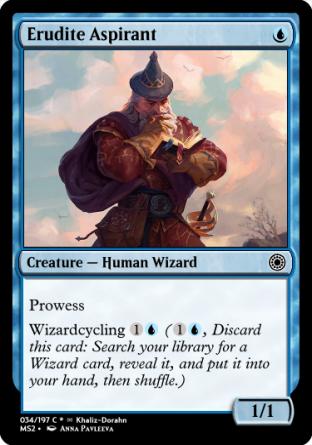 Erudite Aspirant
Creature — Human Wizard
Prowess
Wizardcycling 1 (1, Discard
this card: Search your library for a
Wizard card, reveal it, and put it into
your hand, then shuffle.)
034/197 C * ∞ Khaliz-Dorahn
MS2 • Anna Pavleeva
1/1